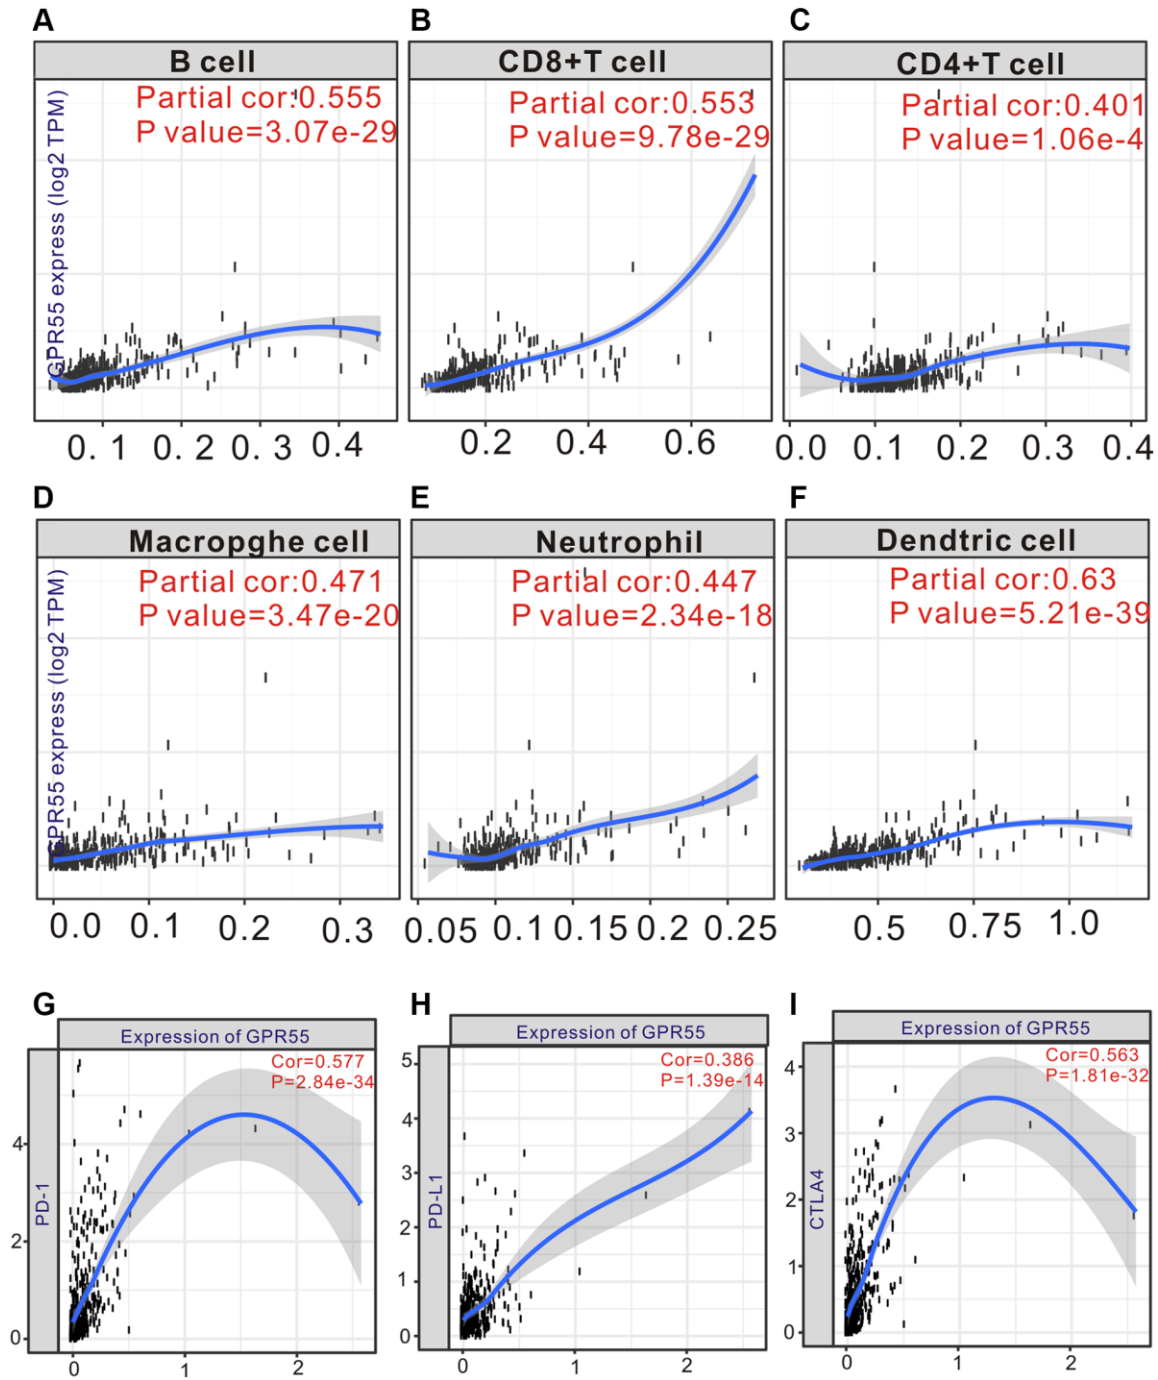 A
B
C
B cell
CD8+T cell
CD4+T cell
GPR55 express (log2 TPM)
Partial cor:0.555
P value=3.07e-29
Partial cor:0.553
P value=9.78e-29
Partial cor:0.401
P value=1.06e-4
0.1 0.2 0.3 0.4
0.2 0.4 0.6
0.0 0.1 0.2 0.3 0.4
D
E
F
Macropghe cell
Neutrophil
Dendtric cell
GPR55 express (log2 TPM)
Partial cor:0.471
P value=3.47e-20
Partial cor:0.447
P value=2.34e-18
Partial cor:0.63
P value=5.21e-39
0.0 0.1 0.2 0.3
0.05 0.1 0.15 0.2 0.25
0.5 0.75 1.0
G
H
I
Expression of GPR55
Cor=0.577
P=2.84e-34
PD-1
4
2
0
0 1 2
Expression of GPR55
Cor=0.386
P=1.39e-14
PD-L1
5
4
3
2
1
0
0 1 2
Expression of GPR55
Cor=0.563
P=1.81e-32
CTLA4
4
3
2
1
0
0 1 2